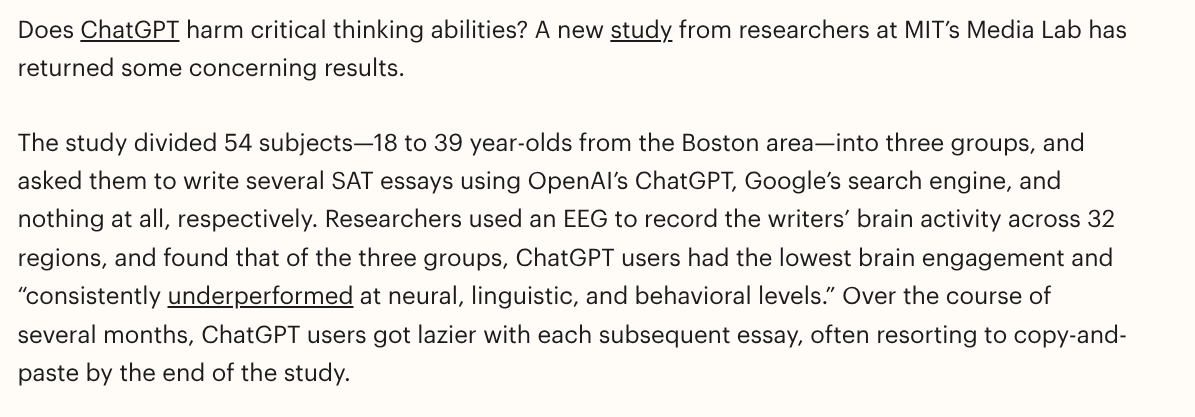 Does ChatGPT harm critical thinking abilities? A new study from researchers at MIT’s Media Lab has
returned some concerning results.
The study divided 54 subjects—18 to 39 year-olds from the Boston area—into three groups, and
asked them to write several SAT essays using OpenAI’s ChatGPT, Google’s search engine, and
nothing at all, respectively. Researchers used an EEG to record the writers’ brain activity across 32
regions, and found that of the three groups, ChatGPT users had the lowest brain engagement and
“consistently underperformed at neural, linguistic, and behavioral levels.” Over the course of
several months, ChatGPT users got lazier with each subsequent essay, often resorting to copy-and-
paste by the end of the study.